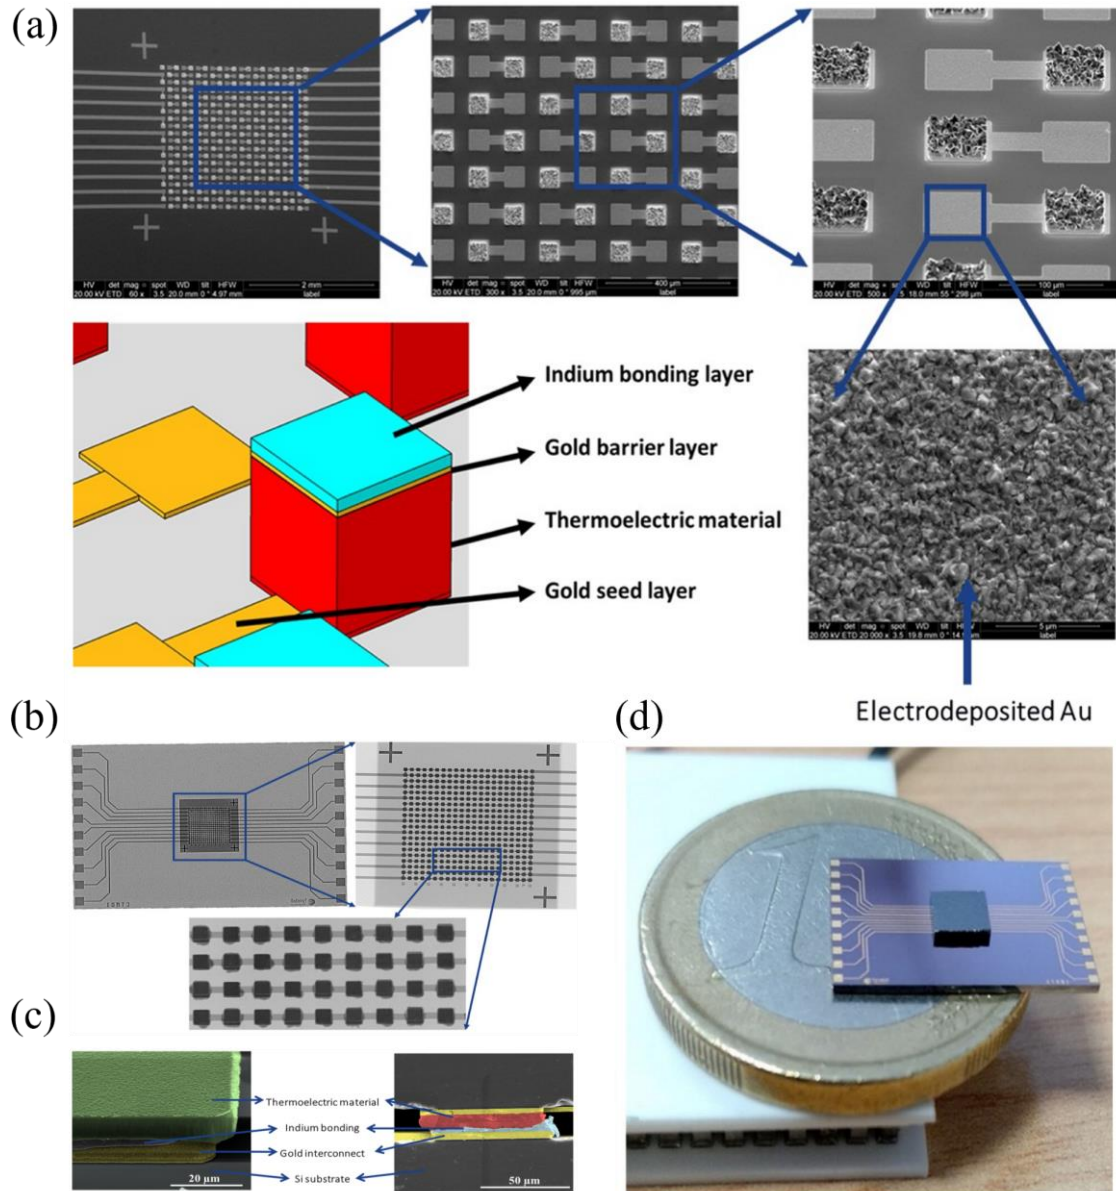 (a)
HV det mag spot WD tilt HFW
20.00 kV ETD 60 x 3.5 20.0 mm 0 ° 4.97 mm
2 mm
label
HV det mag spot WD tilt HFW
20.00 kV ETD 300 x 3.5 20.0 mm 0 ° 995 µm
400 µm
label
HV det mag spot WD tilt HFW
20.00 kV ETD 500 x 18.0 mm 55 ° 298 µm
100 µm
label
Indium bonding layer
Gold barrier layer
Thermoelectric material
Gold seed layer
HV det mag spot WD tilt HFW
20.00 kV ETD 20 000 x 3.5 19.8 mm 0 °
5 µm
label
Electrodeposited Au
(b)
(c)
Thermoelectric material
Indium bonding
Gold interconnect
Si substrate
20 µm
50 µm
(d)
1